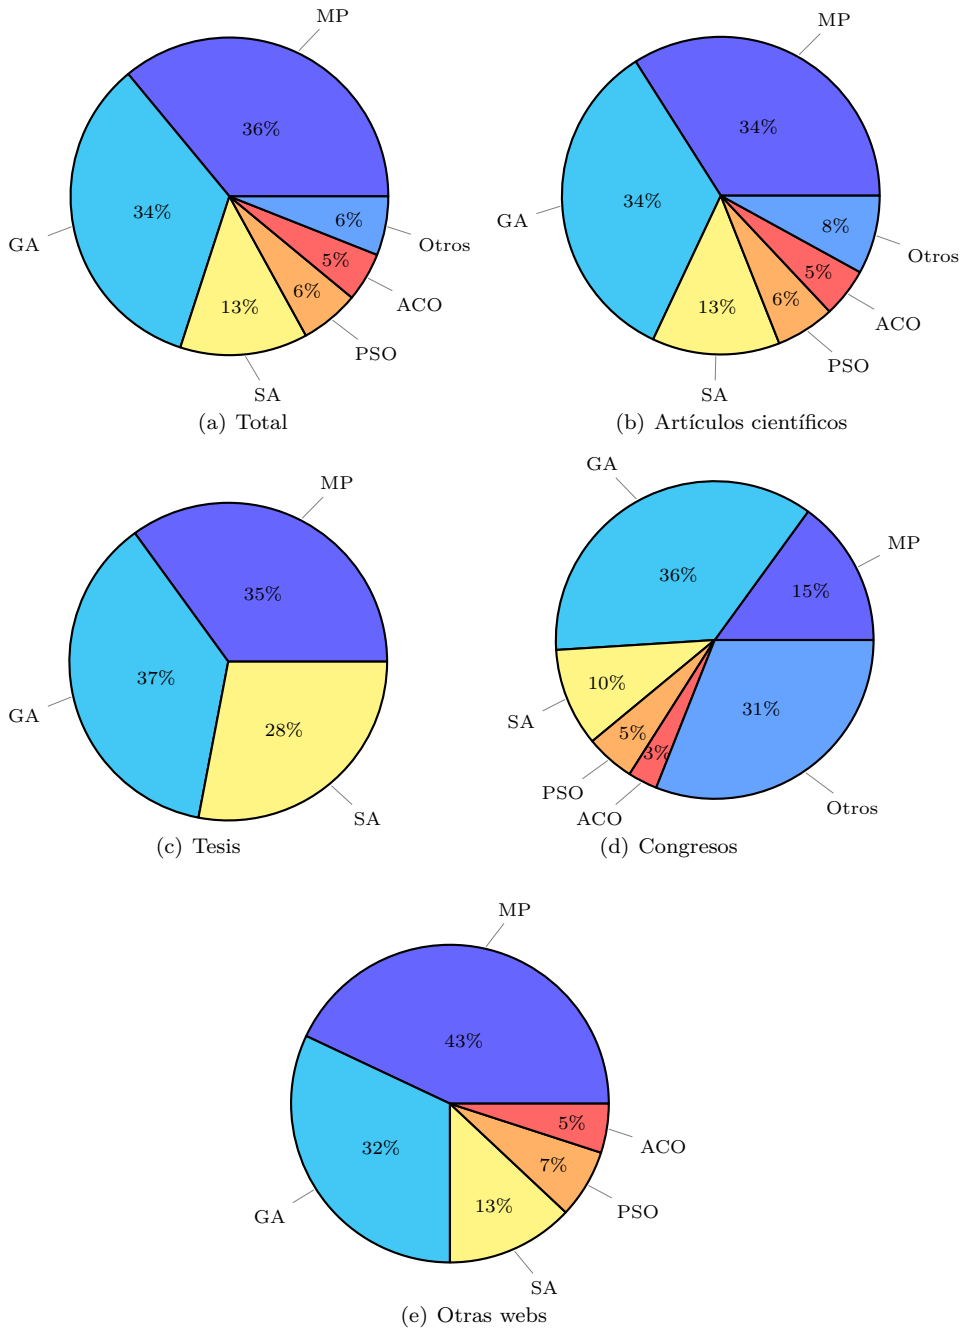 MP
36%
34%
GA
6%
Otros
5%
ACO
6%
PSO
13%
SA
(a) Total
MP
34%
34%
GA
8%
Otros
5%
ACO
6%
PSO
13%
SA
(b) Artículos científicos
MP
35%
37%
GA
28%
SA
(c) Tesis
GA
36%
MP
15%
10%
SA
5%
PSO
3%
ACO
31%
Otros
(d) Congresos
MP
43%
32%
GA
5%
ACO
7%
PSO
13%
SA
(e) Otras webs